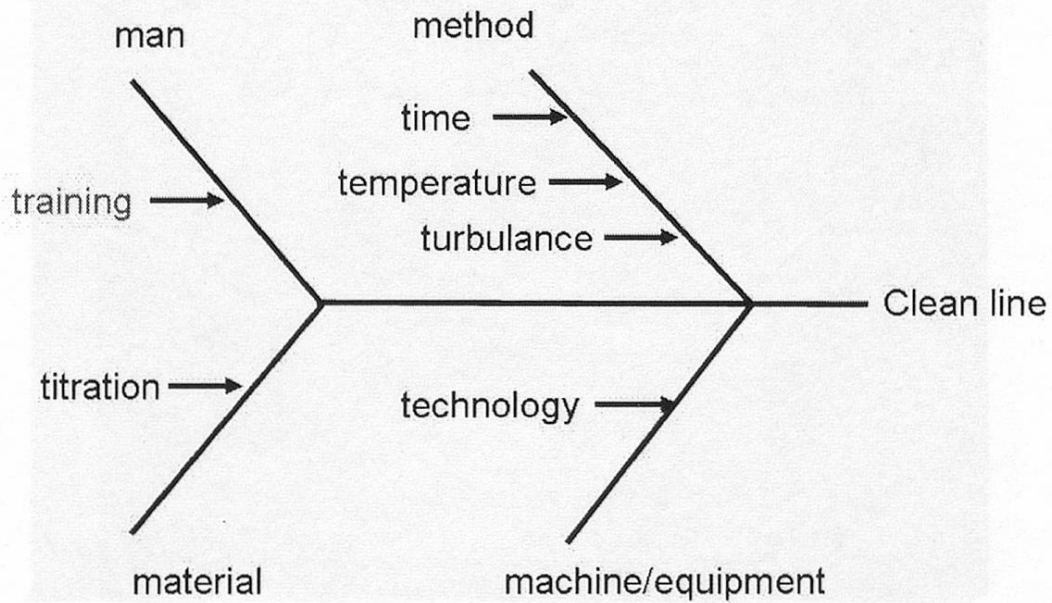 man
method
time
temperature
training
turbulance
Clean line
titration
technology
material
machine/equipment